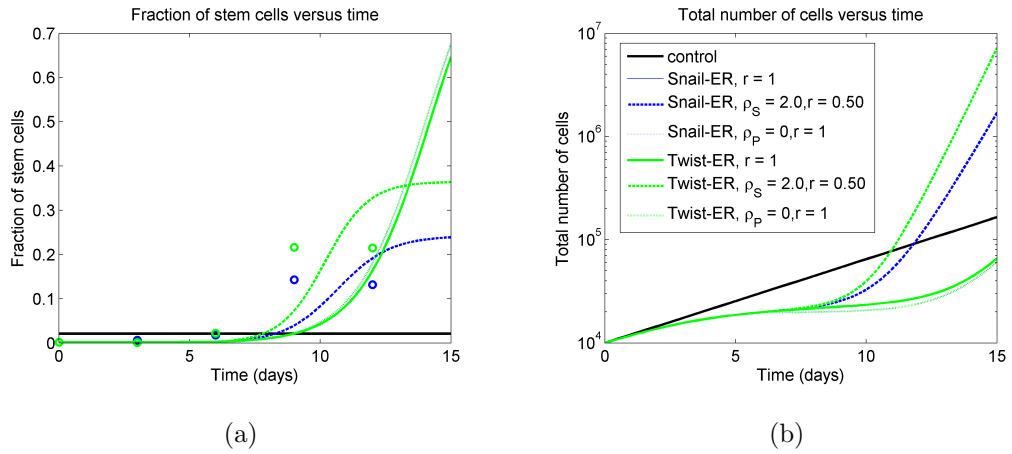 Fraction of stem cells versus time
0.7
0.6
0.5
0.4
0.3
0.2
0.1
0
Fraction of stem cells
0 5 10 15
Time (days)
(a)
Total number of cells versus time
10^7
10^6
10^5
10^4
Total number of cells
control
Snail-ER, r = 1
Snail-ER, ρ_S = 2.0,r = 0.50
Snail-ER, ρ_P = 0,r = 1
Twist-ER, r = 1
Twist-ER, ρ_S = 2.0,r = 0.50
Twist-ER, ρ_P = 0,r = 1
0 5 10 15
Time (days)
(b)